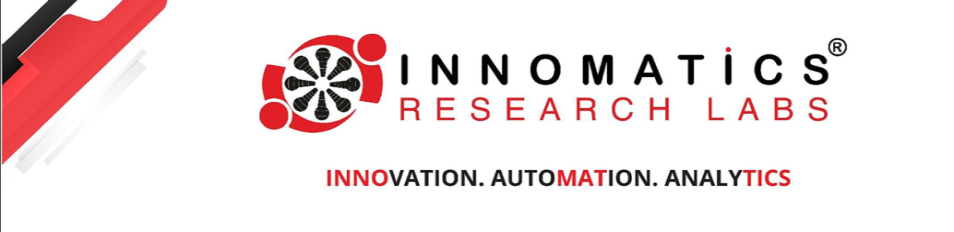 INNOMATICS®
RESEARCH LABS
INNOVATION. AUTOMATION. ANALYTICS